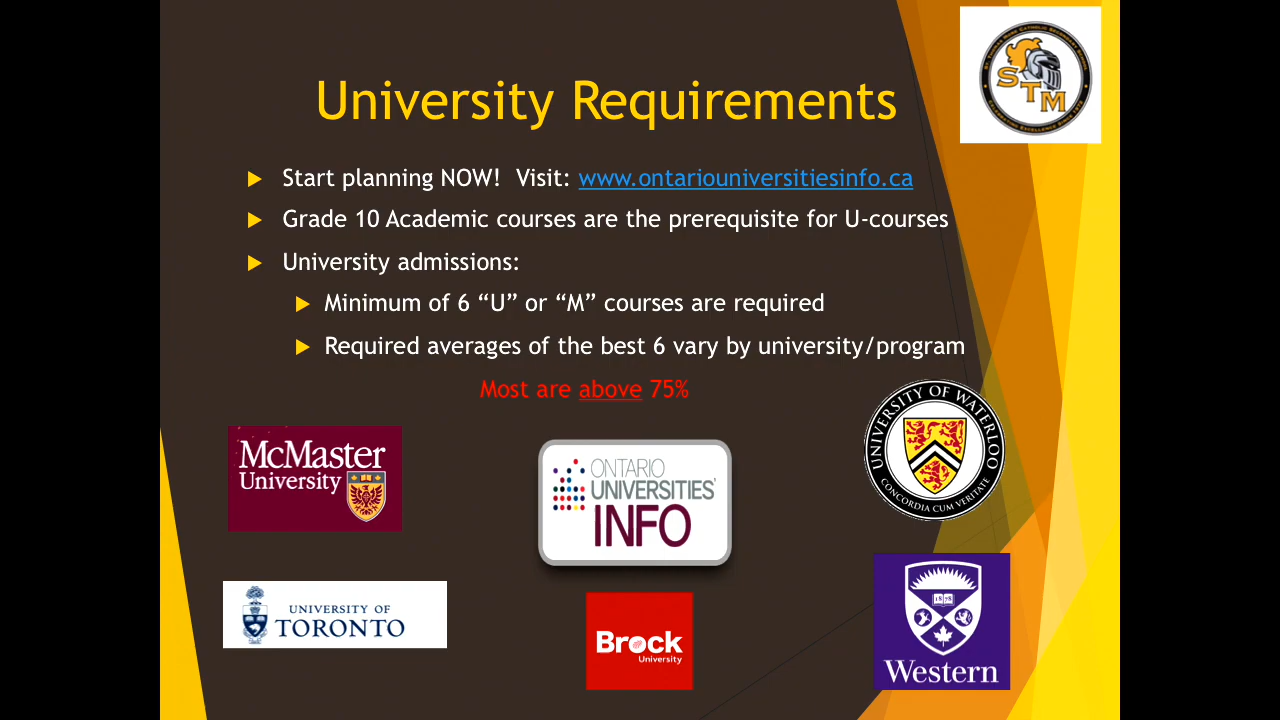 STM
University Requirements
Start planning NOW! Visit: www.ontariouniversitiesinfo.ca
Grade 10 Academic courses are the prerequisite for U-courses
University admissions:
Minimum of 6 “U” or “M” courses are required
Required averages of the best 6 vary by university/program
Most are above 75%
McMaster
University
ONTARIO
UNIVERSITIES'
INFO
UNIVERSITY OF WATERLOO
CONCORDIA CUM VERITATE
UNIVERSITY OF
TORONTO
Brock
University
1878
Western